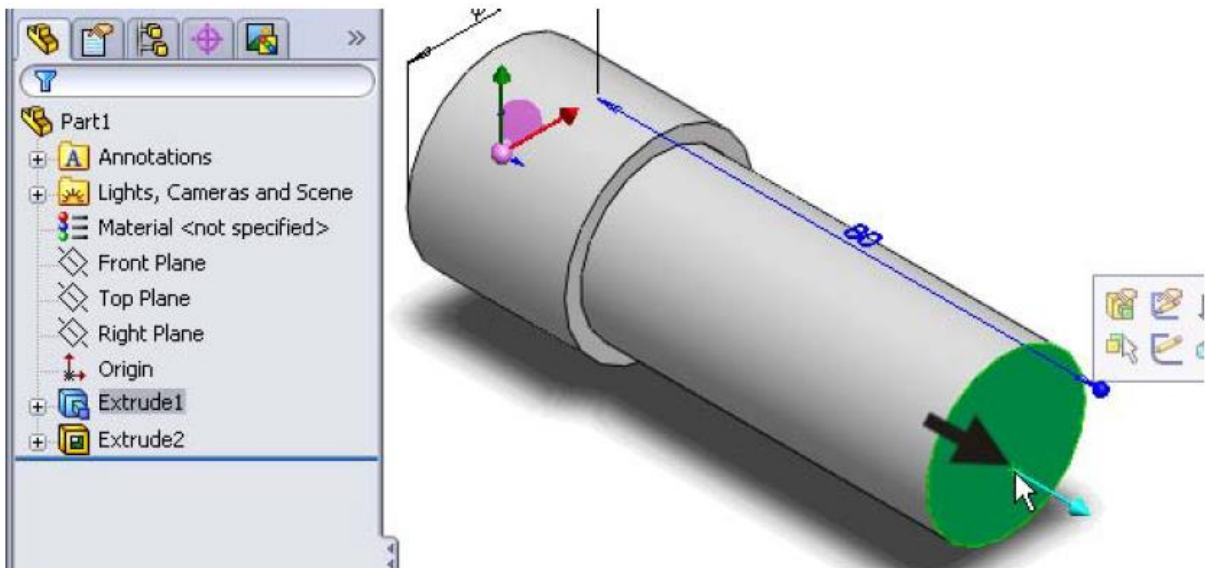 Part1
Annotations
Lights, Cameras and Scene
Material <not specified>
Front Plane
Top Plane
Right Plane
Origin
Extrude1
Extrude2
80